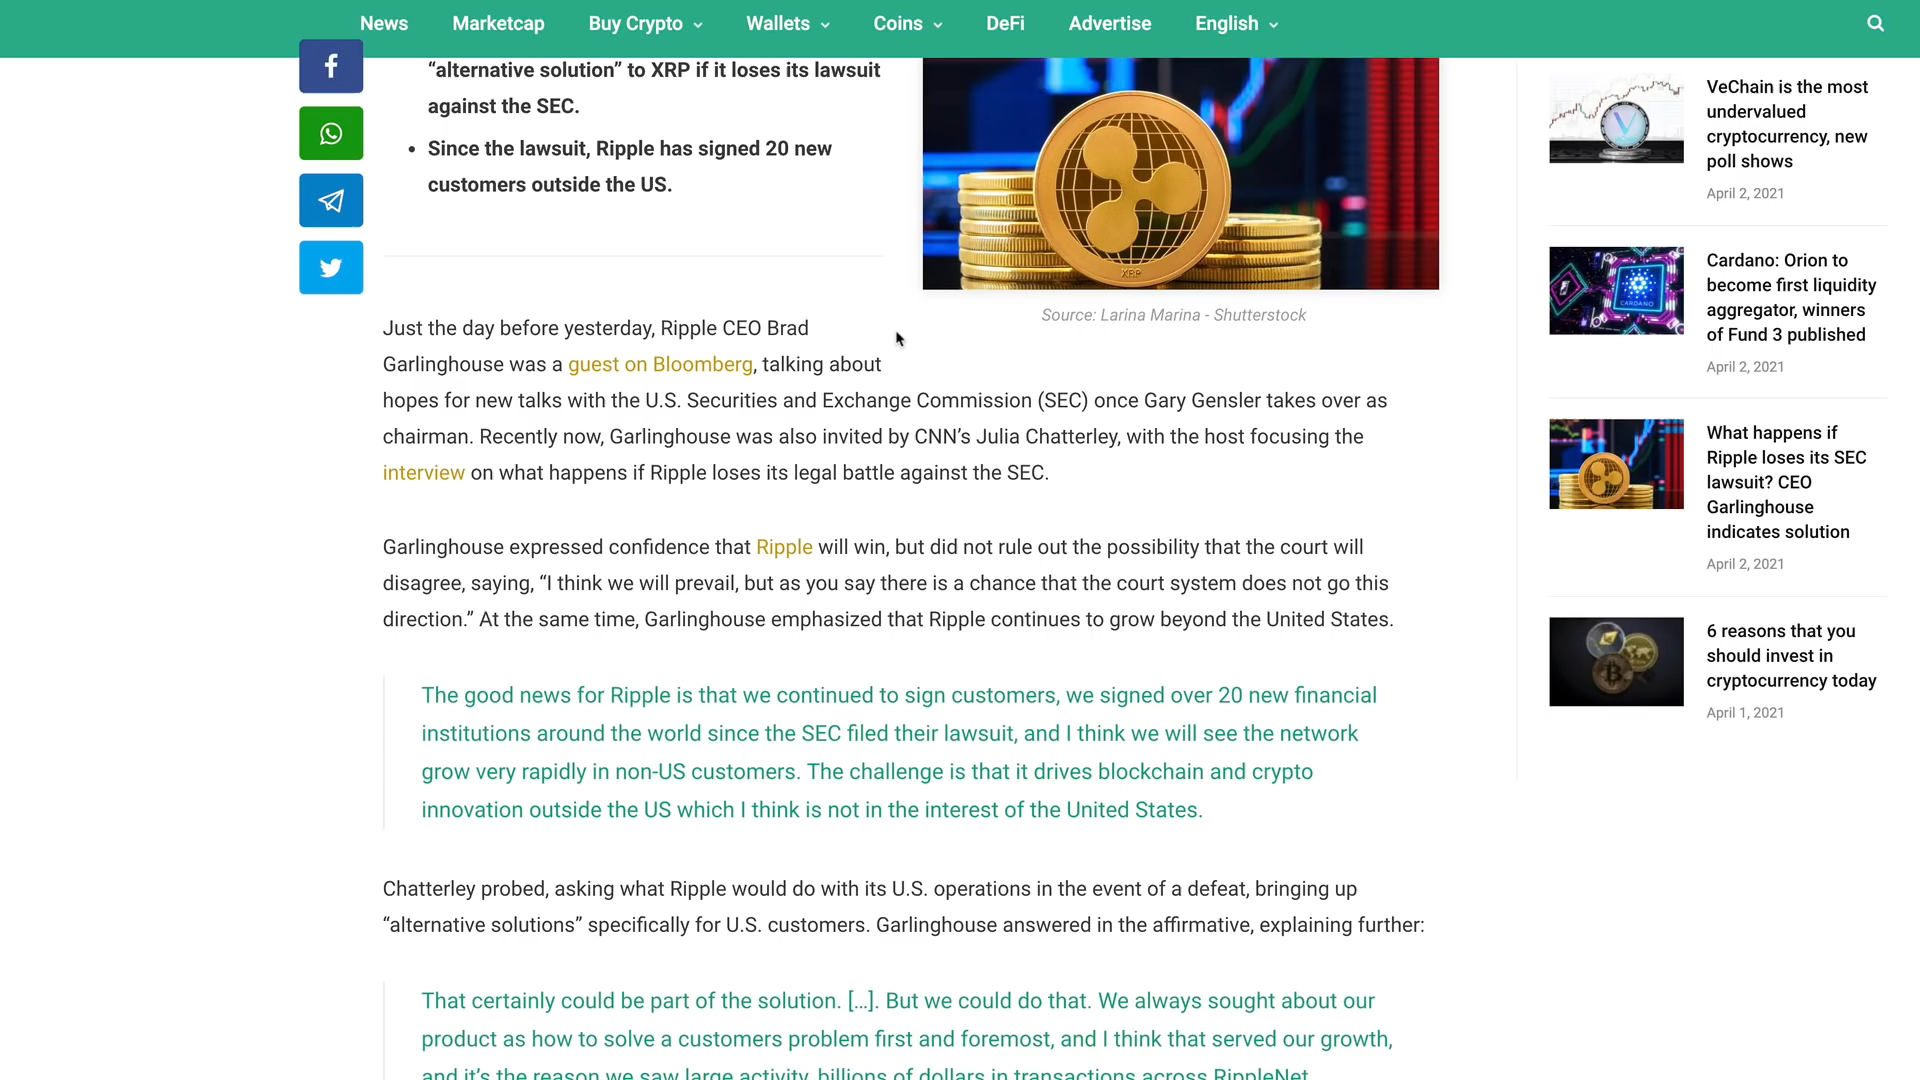 News Marketcap Buy Crypto Wallets Coins DeFi Advertise English
“alternative solution” to XRP if it loses its lawsuit
against the SEC.
• Since the lawsuit, Ripple has signed 20 new
customers outside the US.
XRP
Source: Larina Marina - Shutterstock
Just the day before yesterday, Ripple CEO Brad
Garlinghouse was a guest on Bloomberg, talking about
hopes for new talks with the U.S. Securities and Exchange Commission (SEC) once Gary Gensler takes over as
chairman. Recently now, Garlinghouse was also invited by CNN’s Julia Chatterley, with the host focusing the
interview on what happens if Ripple loses its legal battle against the SEC.
Garlinghouse expressed confidence that Ripple will win, but did not rule out the possibility that the court will
disagree, saying, “I think we will prevail, but as you say there is a chance that the court system does not go this
direction.” At the same time, Garlinghouse emphasized that Ripple continues to grow beyond the United States.
The good news for Ripple is that we continued to sign customers, we signed over 20 new financial
institutions around the world since the SEC filed their lawsuit, and I think we will see the network
grow very rapidly in non-US customers. The challenge is that it drives blockchain and crypto
innovation outside the US which I think is not in the interest of the United States.
Chatterley probed, asking what Ripple would do with its U.S. operations in the event of a defeat, bringing up
“alternative solutions” specifically for U.S. customers. Garlinghouse answered in the affirmative, explaining further:
That certainly could be part of the solution. […]. But we could do that. We always sought about our
product as how to solve a customers problem first and foremost, and I think that served our growth,
and it’s the reason we saw large activity, billions of dollars in transactions across RippleNet
VeChain is the most
undervalued
cryptocurrency, new
poll shows
April 2, 2021
CARDANO
Cardano: Orion to
become first liquidity
aggregator, winners
of Fund 3 published
April 2, 2021
What happens if
Ripple loses its SEC
lawsuit? CEO
Garlinghouse
indicates solution
April 2, 2021
6 reasons that you
should invest in
cryptocurrency today
April 1, 2021